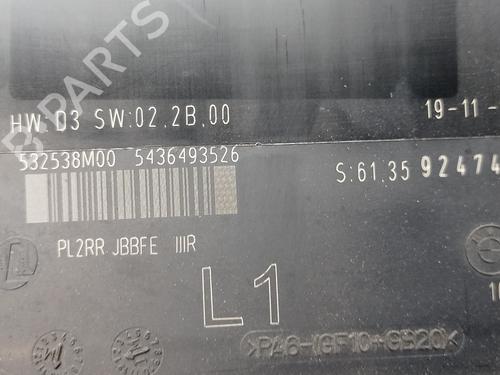 B-PARTS
HW D3 SW:02.2B.00 19-11-
532538M00 5436493526
S:61.35 92474
PL2RR JBBFE IIIR
L1
10
>PA6-(GF10+GB20)<